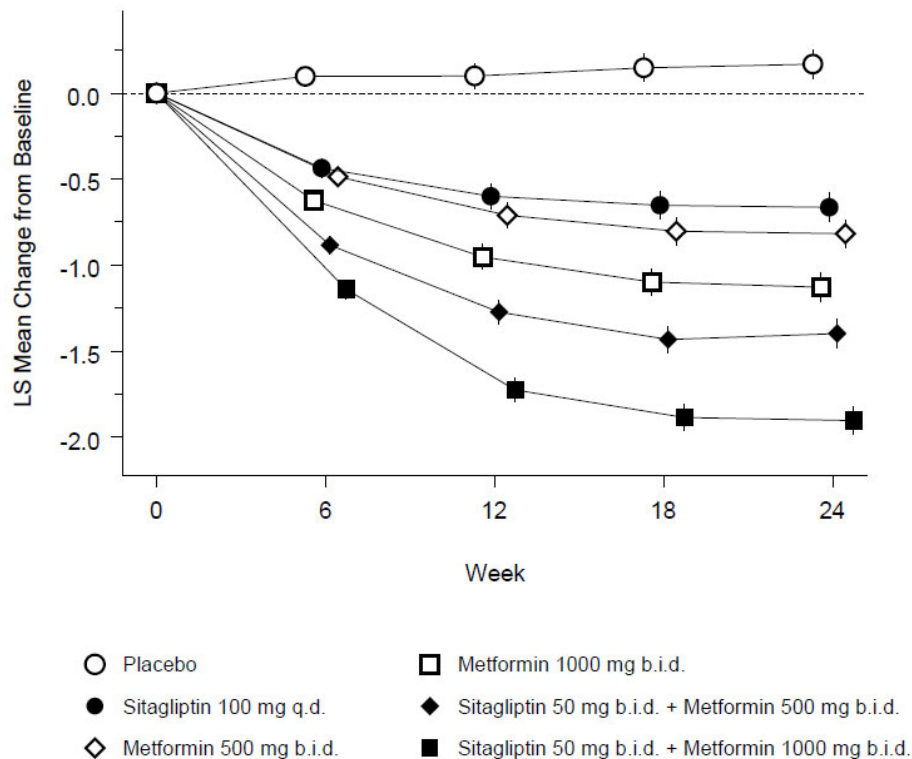 LS Mean Change from Baseline
0.0
-0.5
-1.0
-1.5
-2.0
0 6 12 18 24
Week
Placebo
Sitagliptin 100 mg q.d.
Metformin 500 mg b.i.d.
Metformin 1000 mg b.i.d.
Sitagliptin 50 mg b.i.d. + Metformin 500 mg b.i.d.
Sitagliptin 50 mg b.i.d. + Metformin 1000 mg b.i.d.